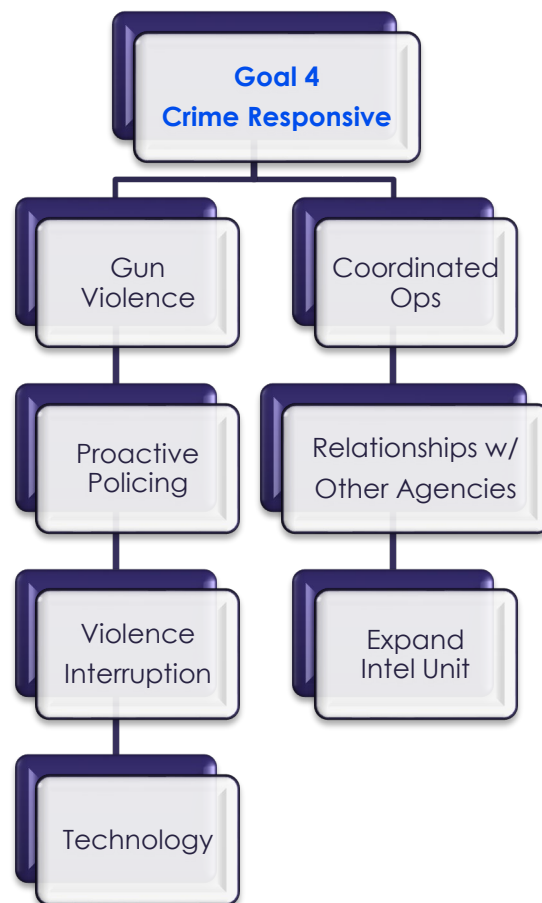 Goal 4
Crime Responsive
Gun
Violence
Coordinated
Ops
Proactive
Policing
Relationships w/
Other Agencies
Violence
Interruption
Expand
Intel Unit
Technology